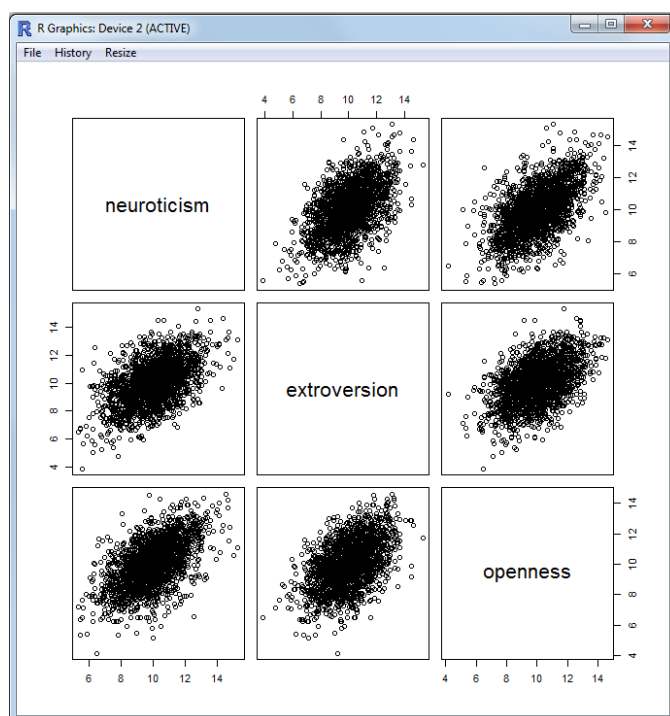 R Graphics: Device 2 (ACTIVE)
File History Resize
4 6 8 10 12 14
neuroticism
6 8 10 12 14
4 6 8 10 12 14
extroversion
openness
4 6 8 10 12 14
6 8 10 12 14
4 6 8 10 12 14